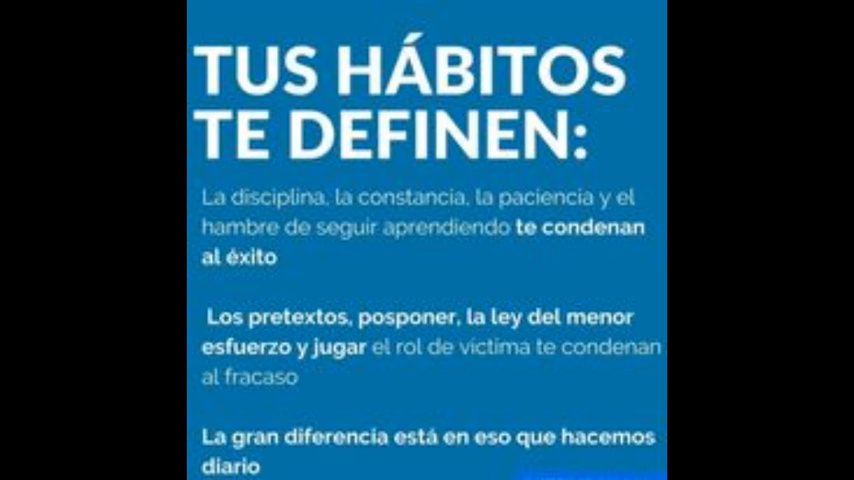 TUS HÁBITOS
TE DEFINEN:
La disciplina, la constancia, la paciencia y el
hambre de seguir aprendiendo te condenan
al éxito
Los pretextos, posponer, la ley del menor
esfuerzo y jugar el rol de víctima te condenan
al fracaso
La gran diferencia está en eso que hacemos
diario